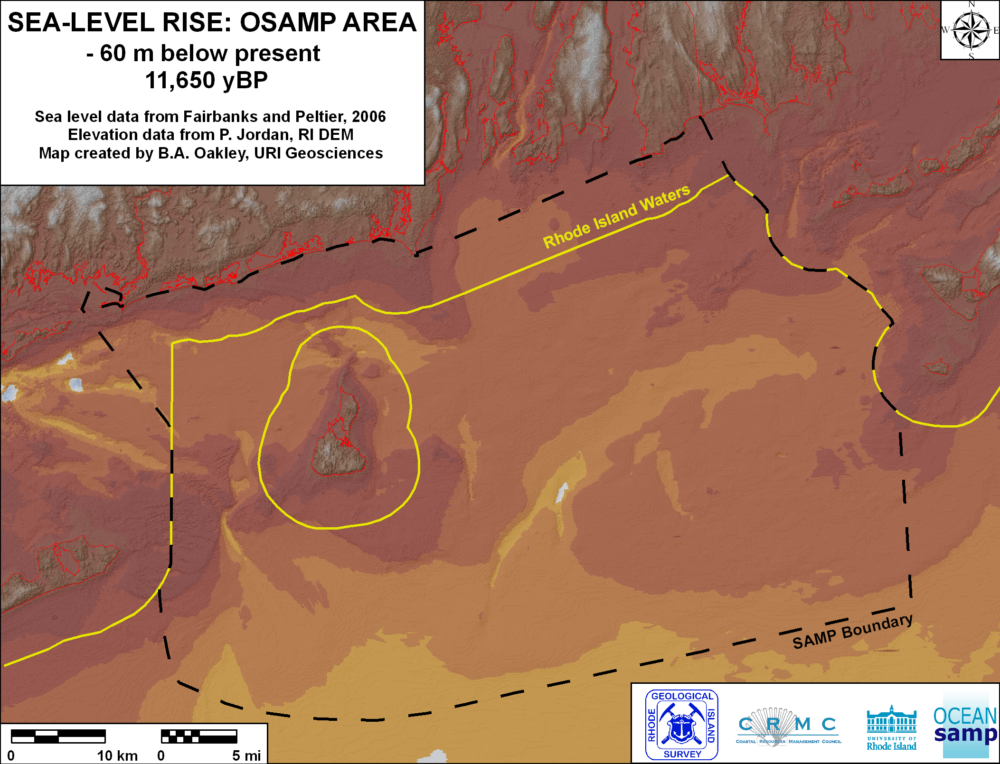 SEA-LEVEL RISE: OSAMP AREA
- 60 m below present
11,650 yBP
Sea level data from Fairbanks and Peltier, 2006
Elevation data from P. Jordan, RI DEM
Map created by B.A. Oakley, URI Geosciences
N
W E
S
Rhode Island Waters
SAMP Boundary
0 10 km 0 5 mi
GEOLOGICAL
RHODE
ISLAND
SURVEY
C R M C
COASTAL RESOURCES MANAGEMENT COUNCIL
UNIVERSITY OF
Rhode Island
OCEAN
samp